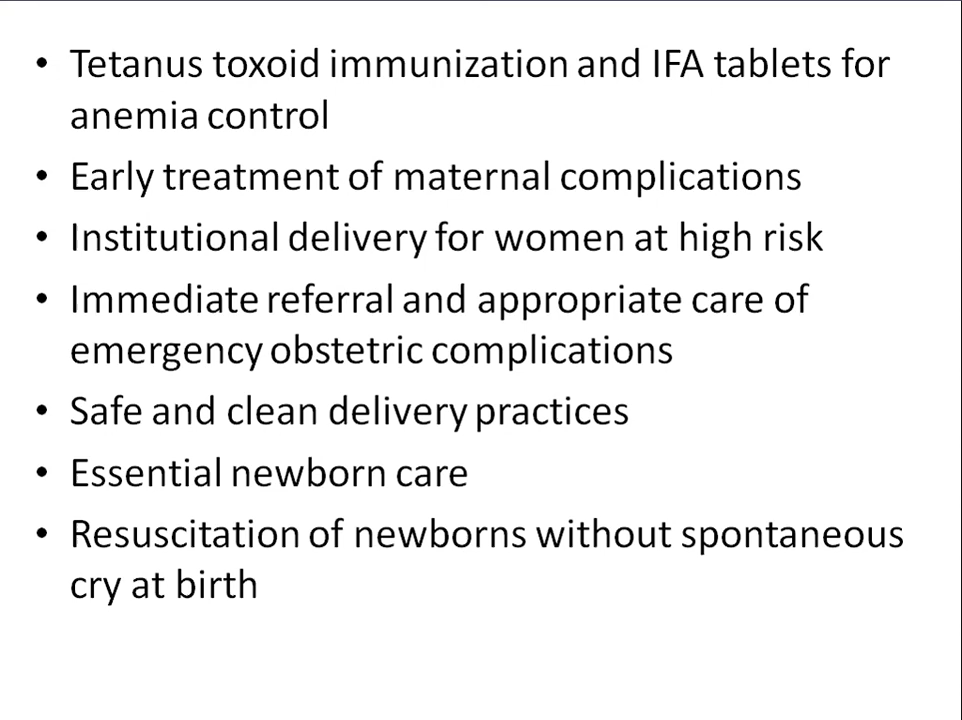 • Tetanus toxoid immunization and IFA tablets for
anemia control
• Early treatment of maternal complications
• Institutional delivery for women at high risk
• Immediate referral and appropriate care of
emergency obstetric complications
• Safe and clean delivery practices
• Essential newborn care
• Resuscitation of newborns without spontaneous
cry at birth